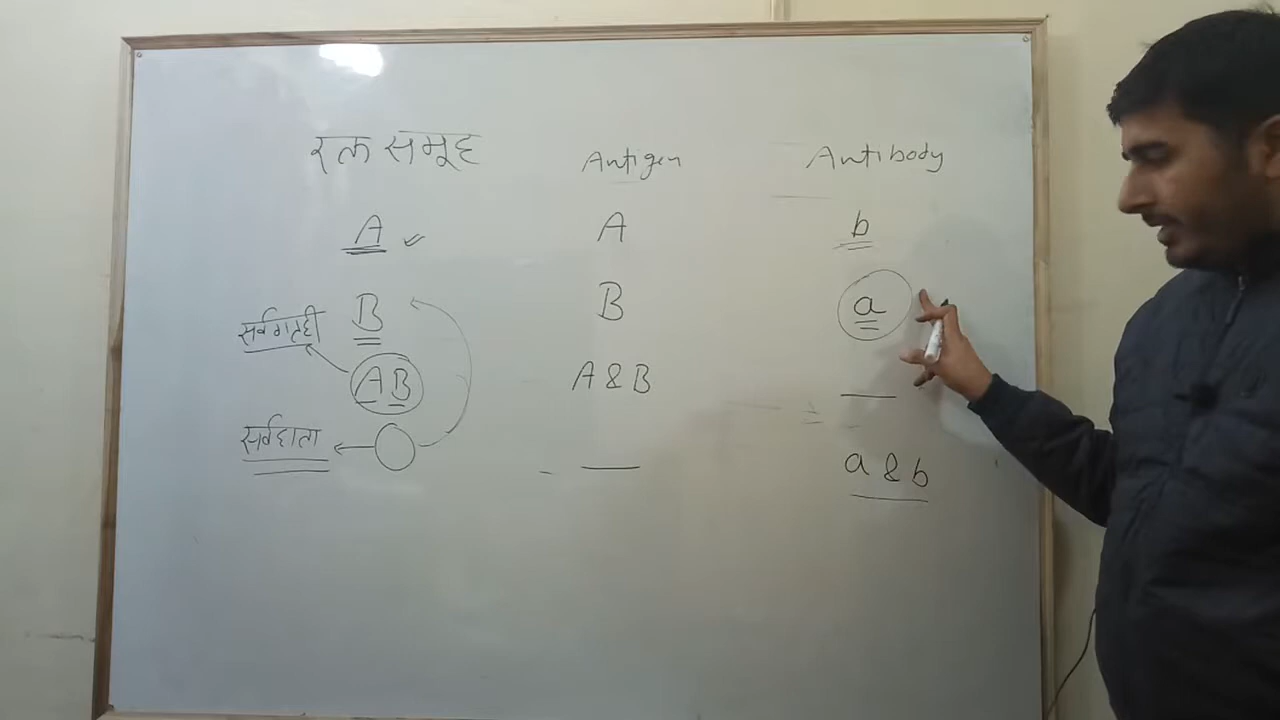 रक्त समूह Antigen Antibody
A A b
B B a
सर्वग्राही
AB A & B —
सर्वदाता O — a & b